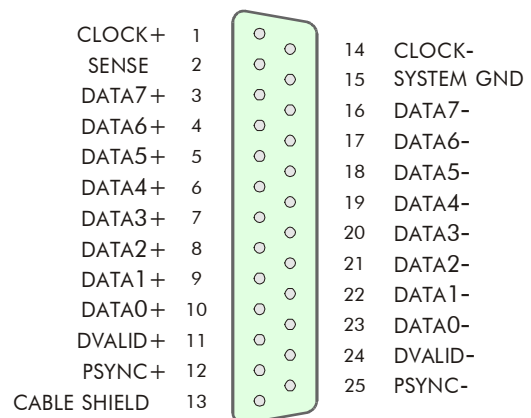 CLOCK+ 1
SENSE 2
DATA7+ 3
DATA6+ 4
DATA5+ 5
DATA4+ 6
DATA3+ 7
DATA2+ 8
DATA1+ 9
DATA0+ 10
DVALID+ 11
PSYNC+ 12
CABLE SHIELD 13
14 CLOCK-
15 SYSTEM GND
16 DATA7-
17 DATA6-
18 DATA5-
19 DATA4-
20 DATA3-
21 DATA2-
22 DATA1-
23 DATA0-
24 DVALID-
25 PSYNC-